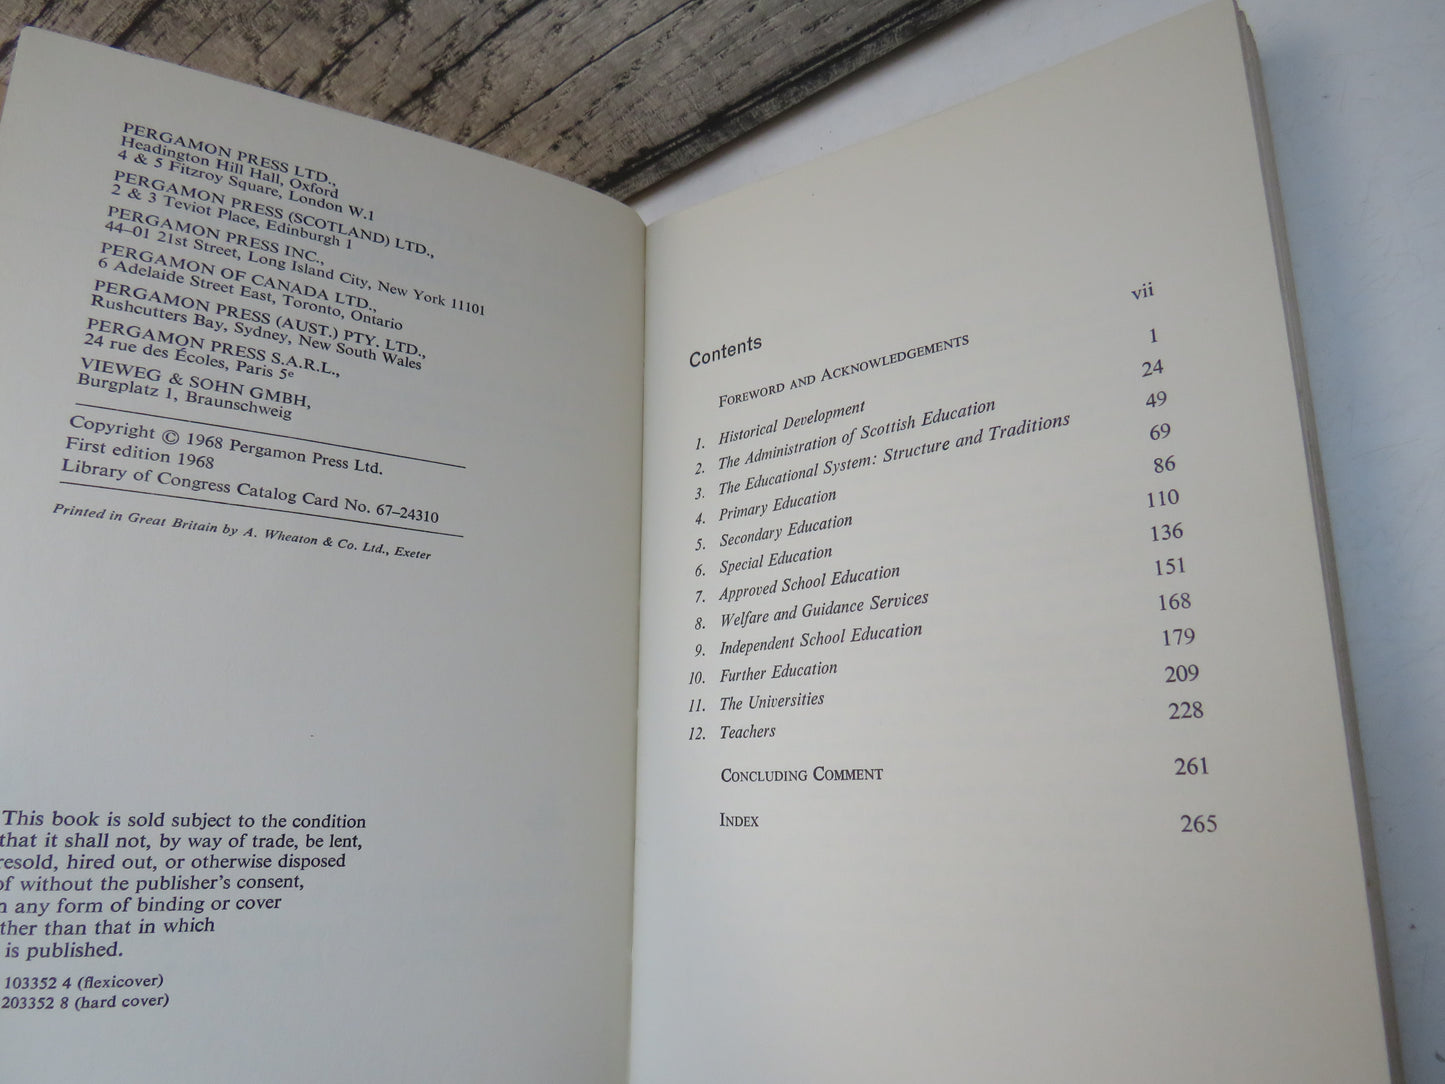 PERGAMON PRESS LTD.,
Headington Hill Hall, Oxford
4 & 5 Fitzroy Square, London W.1
PERGAMON PRESS (SCOTLAND) LTD.,
2 & 3 Teviot Place, Edinburgh 1
PERGAMON PRESS INC.,
44–01 21st Street, Long Island City, New York 11101
PERGAMON OF CANADA LTD.,
6 Adelaide Street East, Toronto, Ontario
PERGAMON PRESS (AUST.) PTY. LTD.,
Rushcutters Bay, Sydney, New South Wales
PERGAMON PRESS S.A.R.L.,
24 rue des Écoles, Paris 5e
VIEWEG & SOHN GMBH,
Burgplatz 1, Braunschweig
Copyright © 1968 Pergamon Press Ltd.
First edition 1968
Library of Congress Catalog Card No. 67–24310
Printed in Great Britain by A. Wheaton & Co. Ltd., Exeter
This book is sold subject to the condition
that it shall not, by way of trade, be lent,
resold, hired out, or otherwise disposed
of without the publisher's consent,
n any form of binding or cover
ther than that in which
is published.
103352 4 (flexicover)
203352 8 (hard cover)
Contents
FOREWORD AND ACKNOWLEDGEMENTS vii
1. Historical Development 1
2. The Administration of Scottish Education 24
3. The Educational System: Structure and Traditions 49
4. Primary Education 69
5. Secondary Education 86
6. Special Education 110
7. Approved School Education 136
8. Welfare and Guidance Services 151
9. Independent School Education 168
10. Further Education 179
11. The Universities 209
12. Teachers 228
CONCLUDING COMMENT 261
INDEX 265